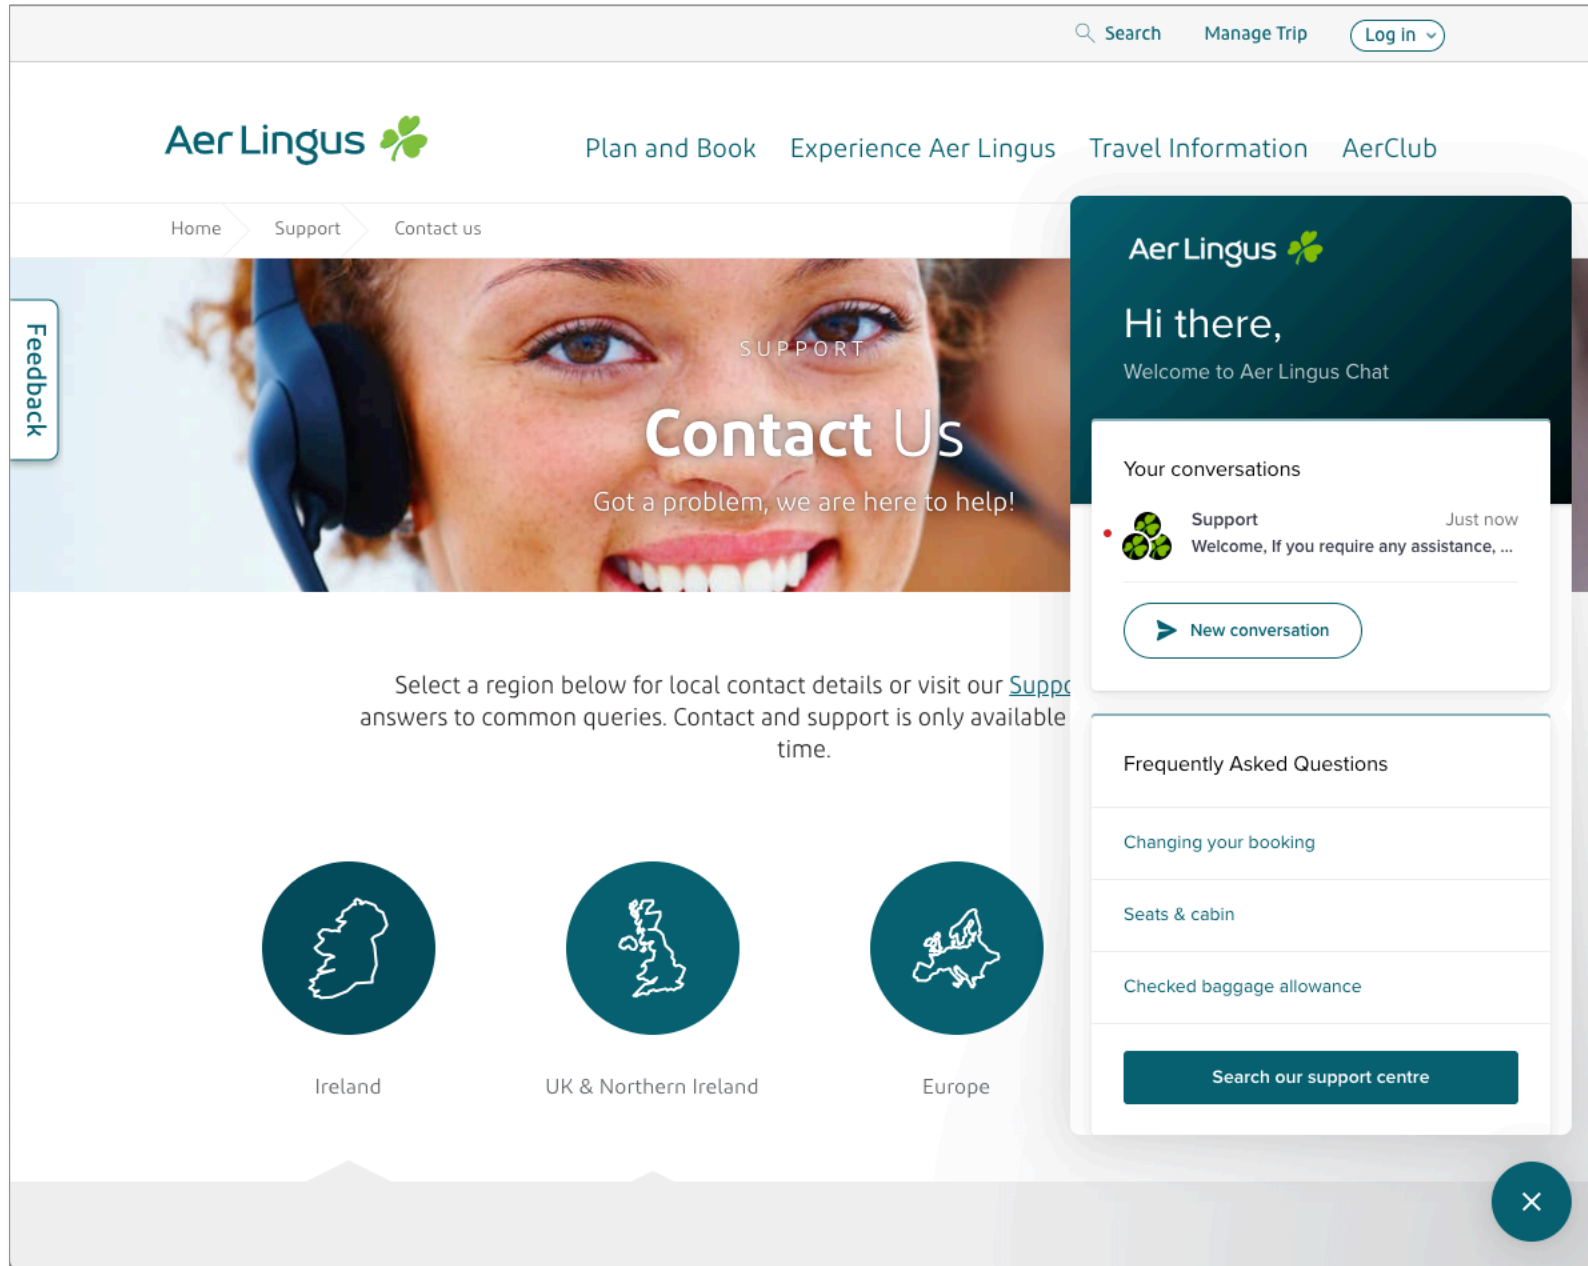 Search
Manage Trip
Log in
Aer Lingus
Plan and Book
Experience Aer Lingus
Travel Information
AerClub
Home
Support
Contact us
Feedback
SUPPORT
Contact Us
Got a problem, we are here to help!
Select a region below for local contact details or visit our
answers to common queries. Contact and support is only available
time.
Ireland
UK & Northern Ireland
Europe
Aer Lingus
Hi there,
Welcome to Aer Lingus Chat
Your conversations
Support
Just now
Welcome, If you require any assistance, ...
New conversation
Frequently Asked Questions
Changing your booking
Seats & cabin
Checked baggage allowance
Search our support centre